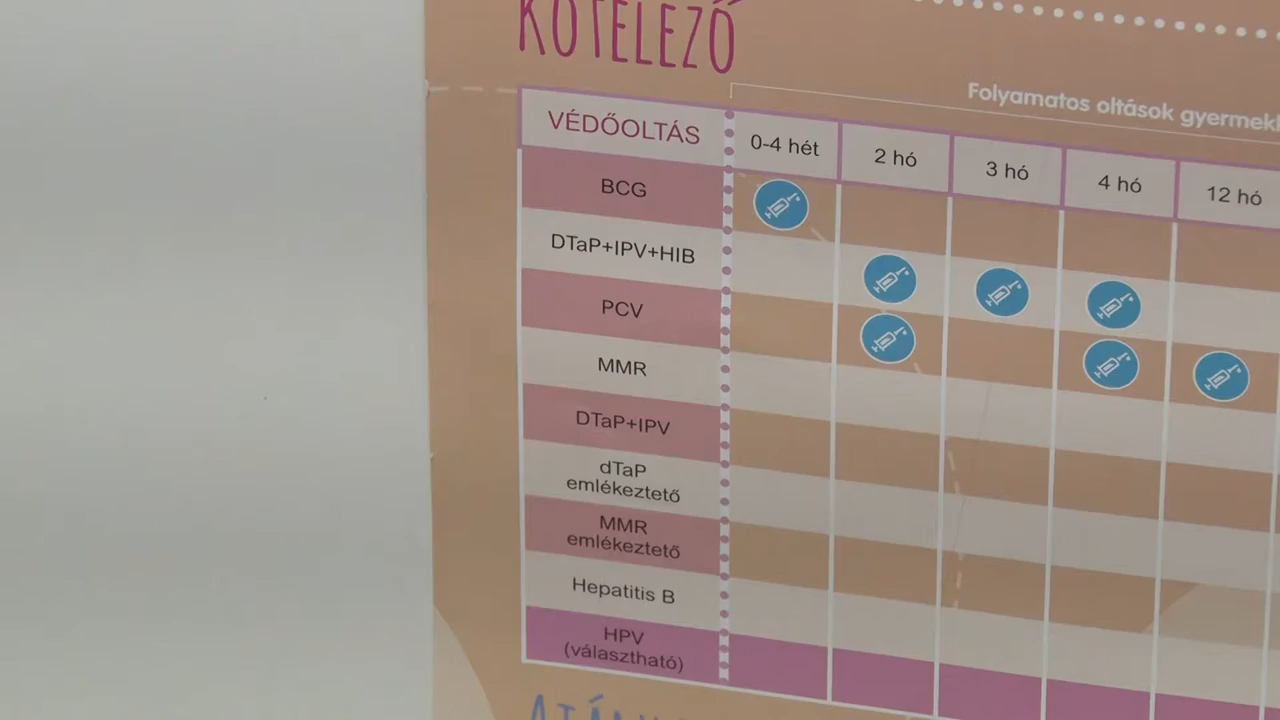 KÖTELEZŐ
Folyamatos oltások
VÉDŐOLTÁS
0-4 hét
2 hó
3 hó
4 hó
12 hó
BCG
DTaP+IPV+HIB
PCV
MMR
DTaP+IPV
dTaP
emlékeztető
MMR
emlékeztető
Hepatitis B
HPV
(választható)